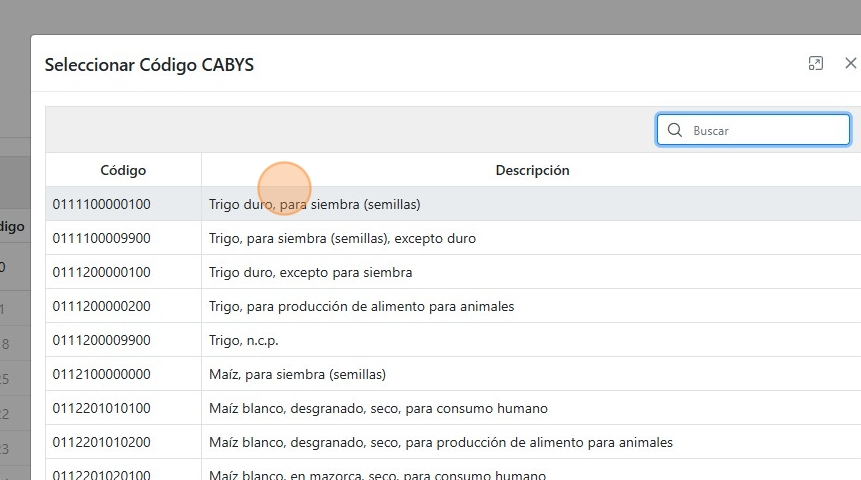 Seleccionar Código CABYS
Buscar
Código Descripción
digo
0111100000100 Trigo duro, para siembra (semillas)
0111100009900 Trigo, para siembra (semillas), excepto duro
0
0111200000100 Trigo duro, excepto para siembra
1
0111200000200 Trigo, para producción de alimento para animales
8
0111200009900 Trigo, n.c.p.
25
0112100000000 Maíz, para siembra (semillas)
22
0112201010100 Maíz blanco, desgranado, seco, para consumo humano
23
0112201010200 Maíz blanco, desgranado, seco, para producción de alimento para animales
0112201020100 Maíz blanco, en mazorca, seco, para consumo humano